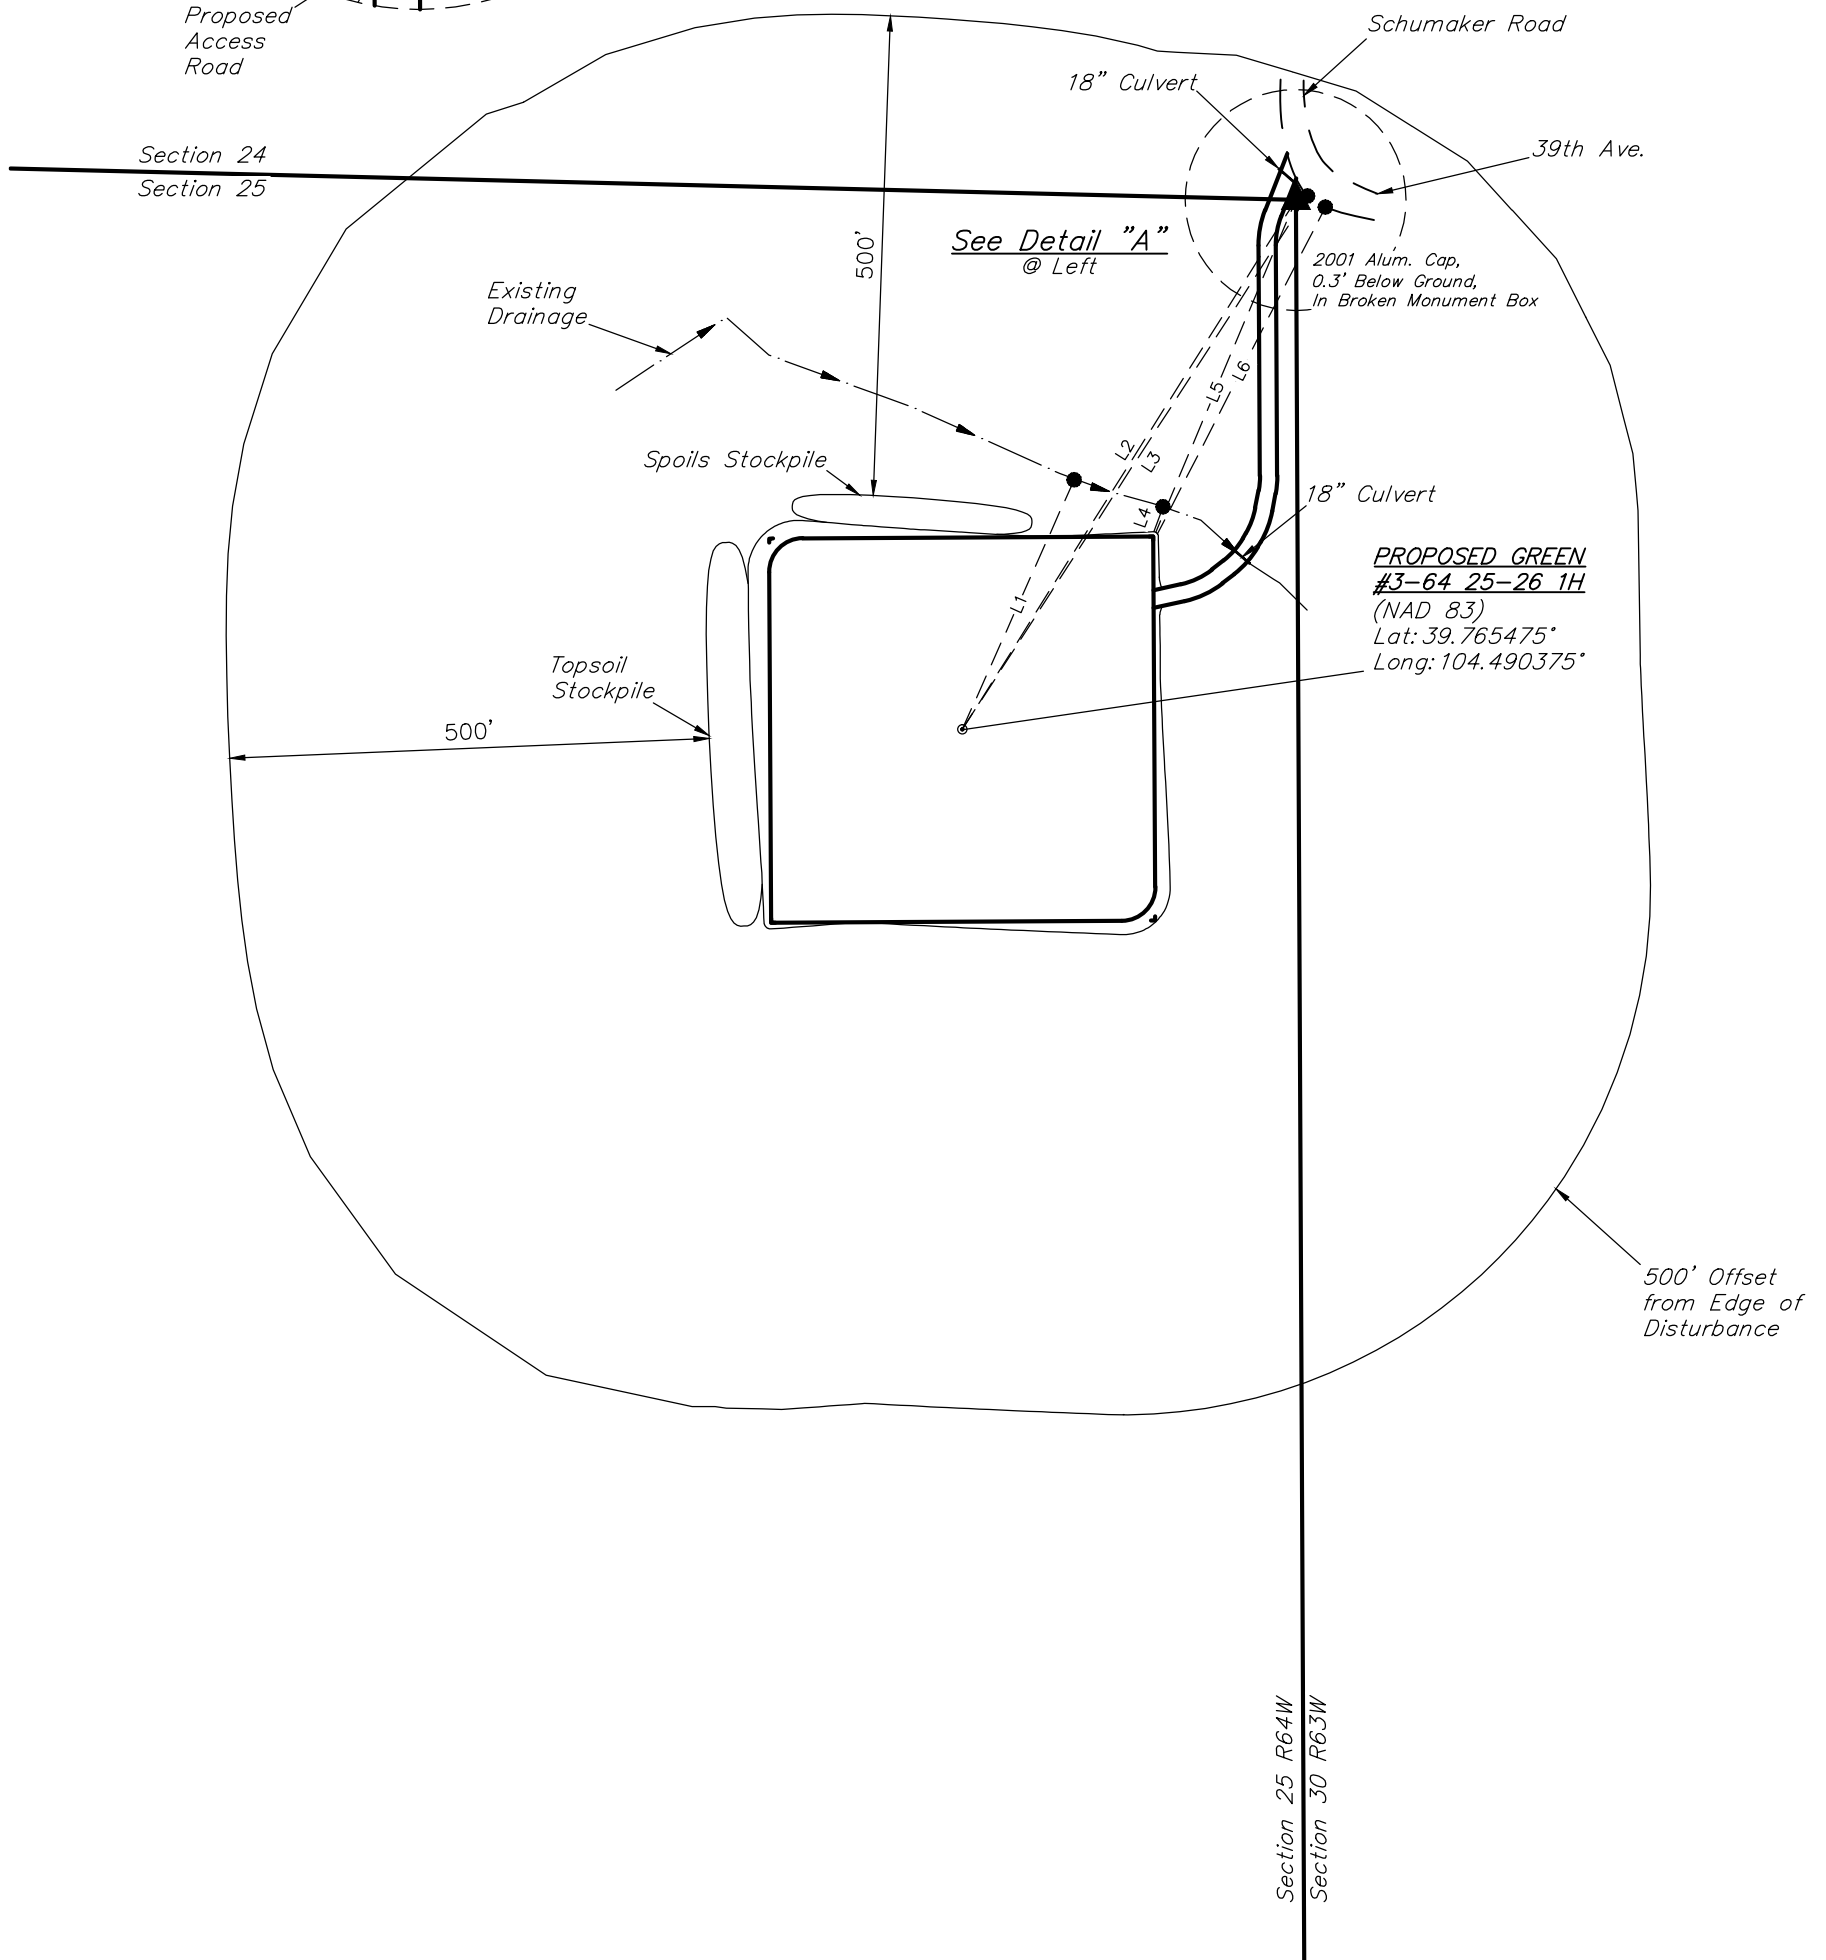 Proposed
Access
Road
Schumaker Road
18" Culvert
39th Ave.
Section 24
Section 25
500'
See Detail "A"
@ Left
2001 Alum. Cap,
0.3' Below Ground,
In Broken Monument Box
Existing
Drainage
L5
L6
L2
L3
Spoils Stockpile
L4
18" Culvert
PROPOSED GREEN
#3-64 25-26 1H
(NAD 83)
Lat: 39.765475°
Long: 104.490375°
L1
Topsoil
Stockpile
500'
500' Offset
from Edge of
Disturbance
Section 25 R64W
Section 30 R63W